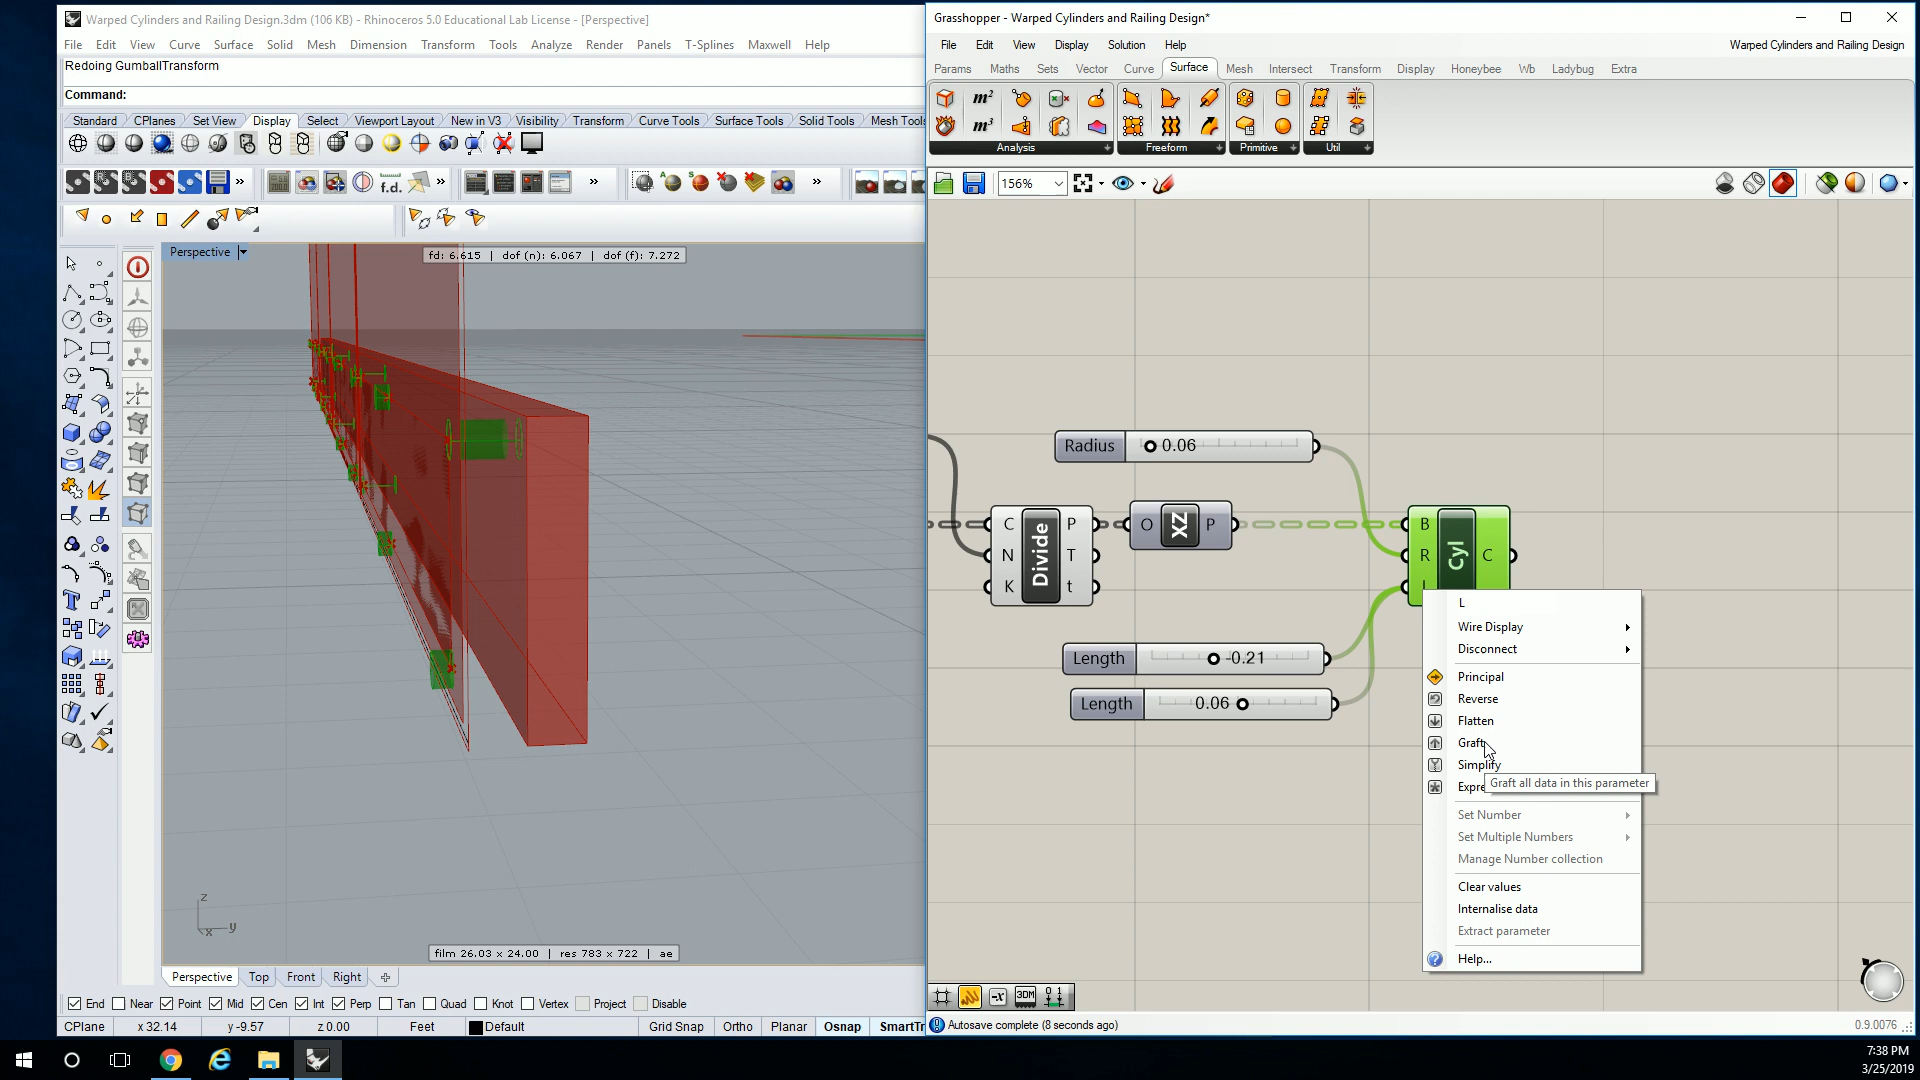 Warped Cylinders and Railing Design.3dm (106 KB) - Rhinoceros 5.0 Educational Lab License - [Perspective]
File Edit View Curve Surface Solid Mesh Dimension Transform Tools Analyze Render Panels T-Splines Maxwell Help
Redoing GumballTransform
Command:
Standard CPlanes Set View Display Select Viewport Layout New in V3 Visibility Transform Curve Tools Surface Tools Solid Tools Mesh Tools
f.d.
Perspective
fd: 6.615 | dof (n): 6.067 | dof (f): 7.272
z
y
x
film 26.03 x 24.00 | res 783 x 722 | ae
Perspective Top Front Right
End Near Point Mid Cen Int Perp Tan Quad Knot Vertex Project Disable
CPlane x 32.14 y -9.57 z 0.00 Feet Default Grid Snap Ortho Planar Osnap SmartTr
Grasshopper - Warped Cylinders and Railing Design*
File Edit View Display Solution Help Warped Cylinders and Railing Design
Params Maths Sets Vector Curve Surface Mesh Intersect Transform Display Honeybee Wb Ladybug Extra
m²
m³
Analysis Freeform Primitive Util
156%
Radius 0.06
C P
N Divide T
K t
O XZ P
B
R Cyl C
L
Length -0.21
Length 0.06
L
Wire Display
Disconnect
Principal
Reverse
Flatten
Graft
Simplify
Expre
Graft all data in this parameter
Set Number
Set Multiple Numbers
Manage Number collection
Clear values
Internalise data
Extract parameter
Help...
-x 3DM 0 1
Autosave complete (8 seconds ago) 0.9.0076
7:38 PM
3/25/2019